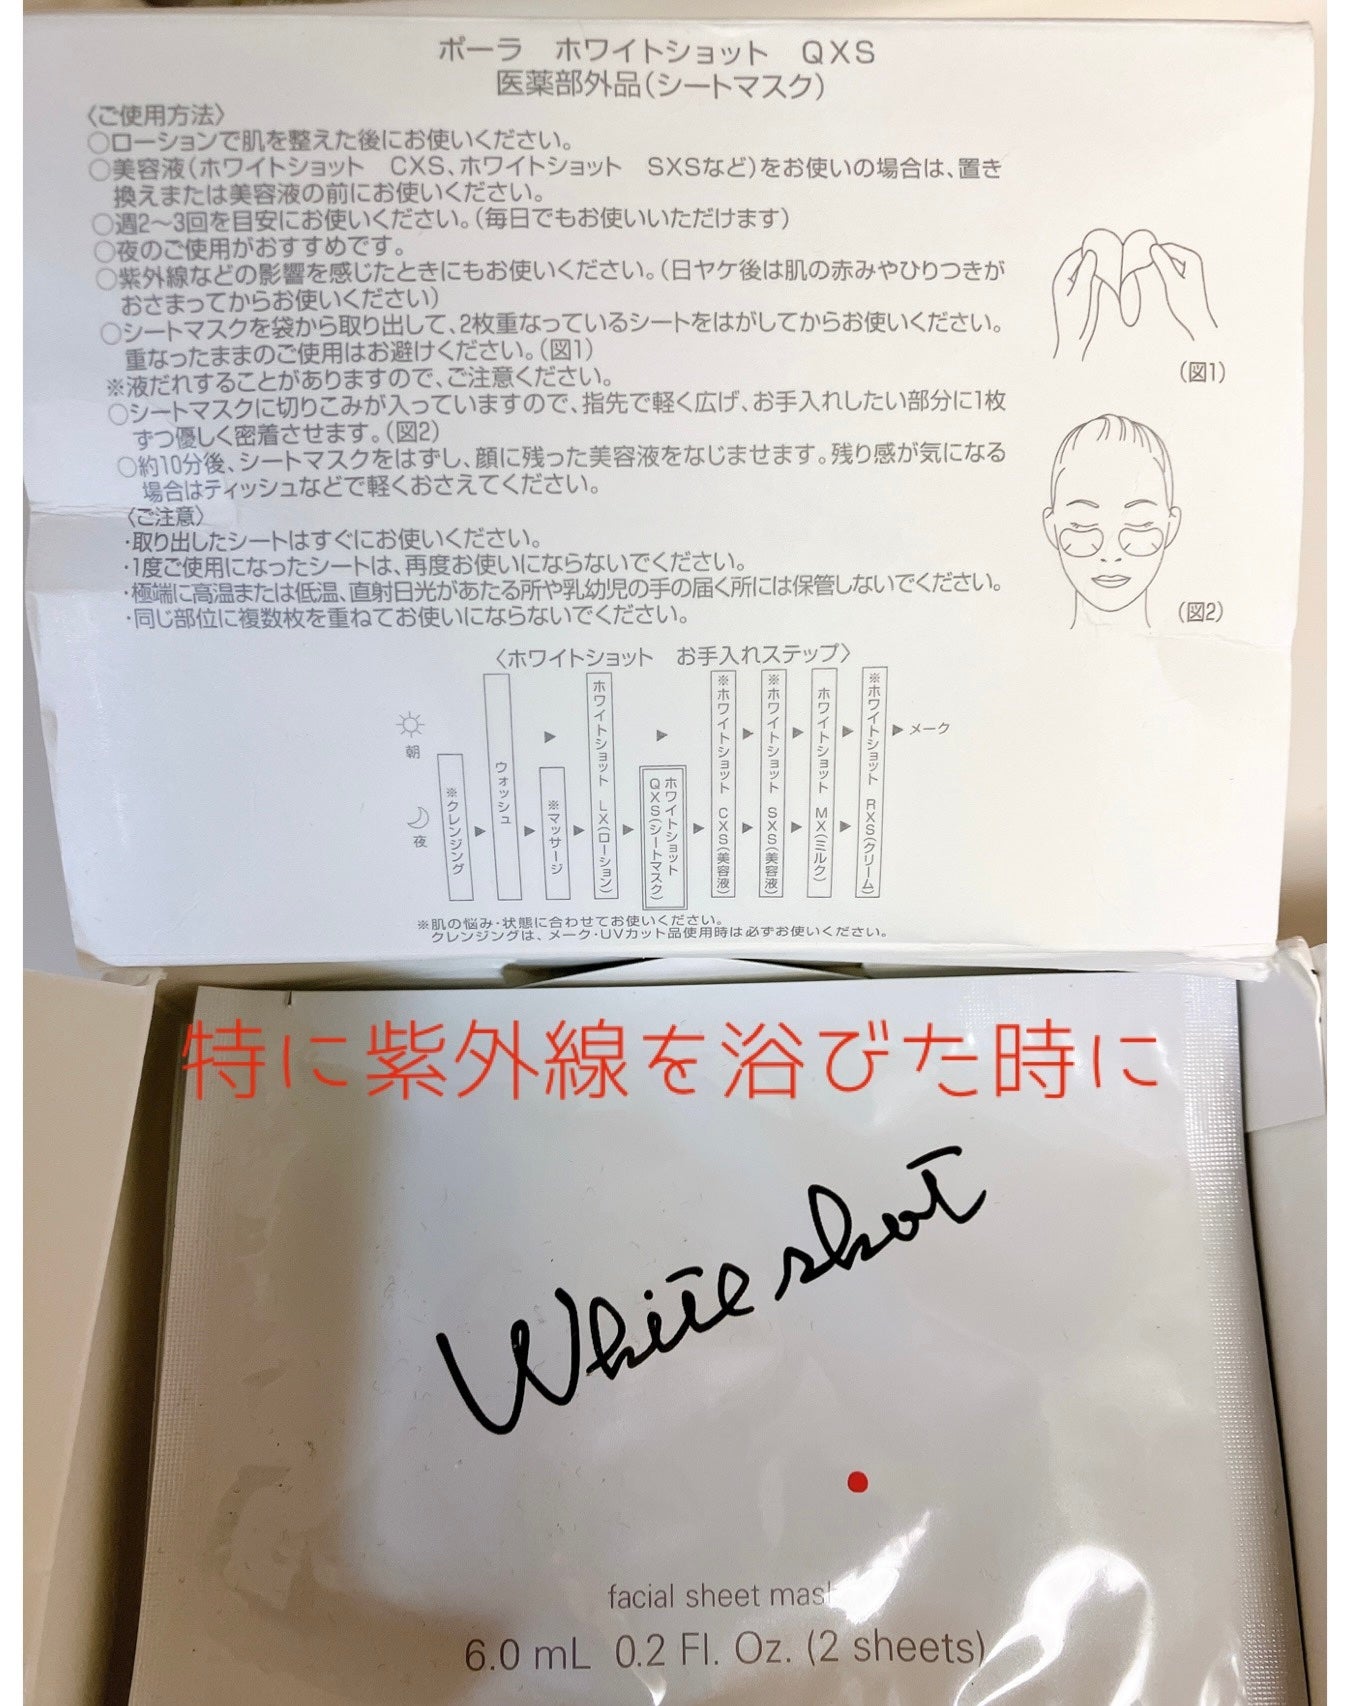 ポーラ　ホワイトショット　QXS
医薬部外品(シートマスク)
〈ご使用方法〉
○ローションで肌を整えた後にお使いください。
○美容液(ホワイトショット　CXS、ホワイトショット　SXSなど)をお使いの場合は、置き
換えまたは美容液の前にお使いください。
○週2～3回を目安にお使いください。(毎日でもお使いいただけます)
○夜のご使用がおすすめです。
○紫外線などの影響を感じたときにもお使いください。(日ヤケ後は肌の赤みやひりつきが
おさまってからお使いください)
○シートマスクを袋から取り出して、2枚重なっているシートをはがしてからお使いください。
重なったままのご使用はお避けください。(図1)
※液だれすることがありますので、ご注意ください。
○シートマスクに切りこみが入っていますので、指先で軽く広げ、お手入れしたい部分に1枚
ずつ優しく密着させます。(図2)
○約10分後、シートマスクをはずし、顔に残った美容液をなじませます。残り感が気になる
場合はティッシュなどで軽くおさえてください。
〈ご注意〉
・取り出したシートはすぐにお使いください。
・1度ご使用になったシートは、再度お使いにならないでください。
・極端に高温または低温、直射日光があたる所や乳幼児の手の届く所には保管しないでください。
・同じ部位に複数枚を重ねてお使いにならないでください。
(図1)
(図2)
〈ホワイトショット　お手入れステップ〉
朝
夜
※クレンジング
ウォッシュ
※マッサージ
ホワイトショット　LX(ローション)
ホワイトショット
QXS(シートマスク)
※ホワイトショット　CXS(美容液)
※ホワイトショット　SXS(美容液)
ホワイトショット　MX(ミルク)
※ホワイトショット　RXS(クリーム)
メーク
※肌の悩み・状態に合わせてお使いください。
クレンジングは、メーク・UVカット品使用時は必ずお使いください。
特に紫外線を浴びた時に
White shot
facial sheet mask
6.0 mL 0.2 Fl. Oz. (2 sheets)